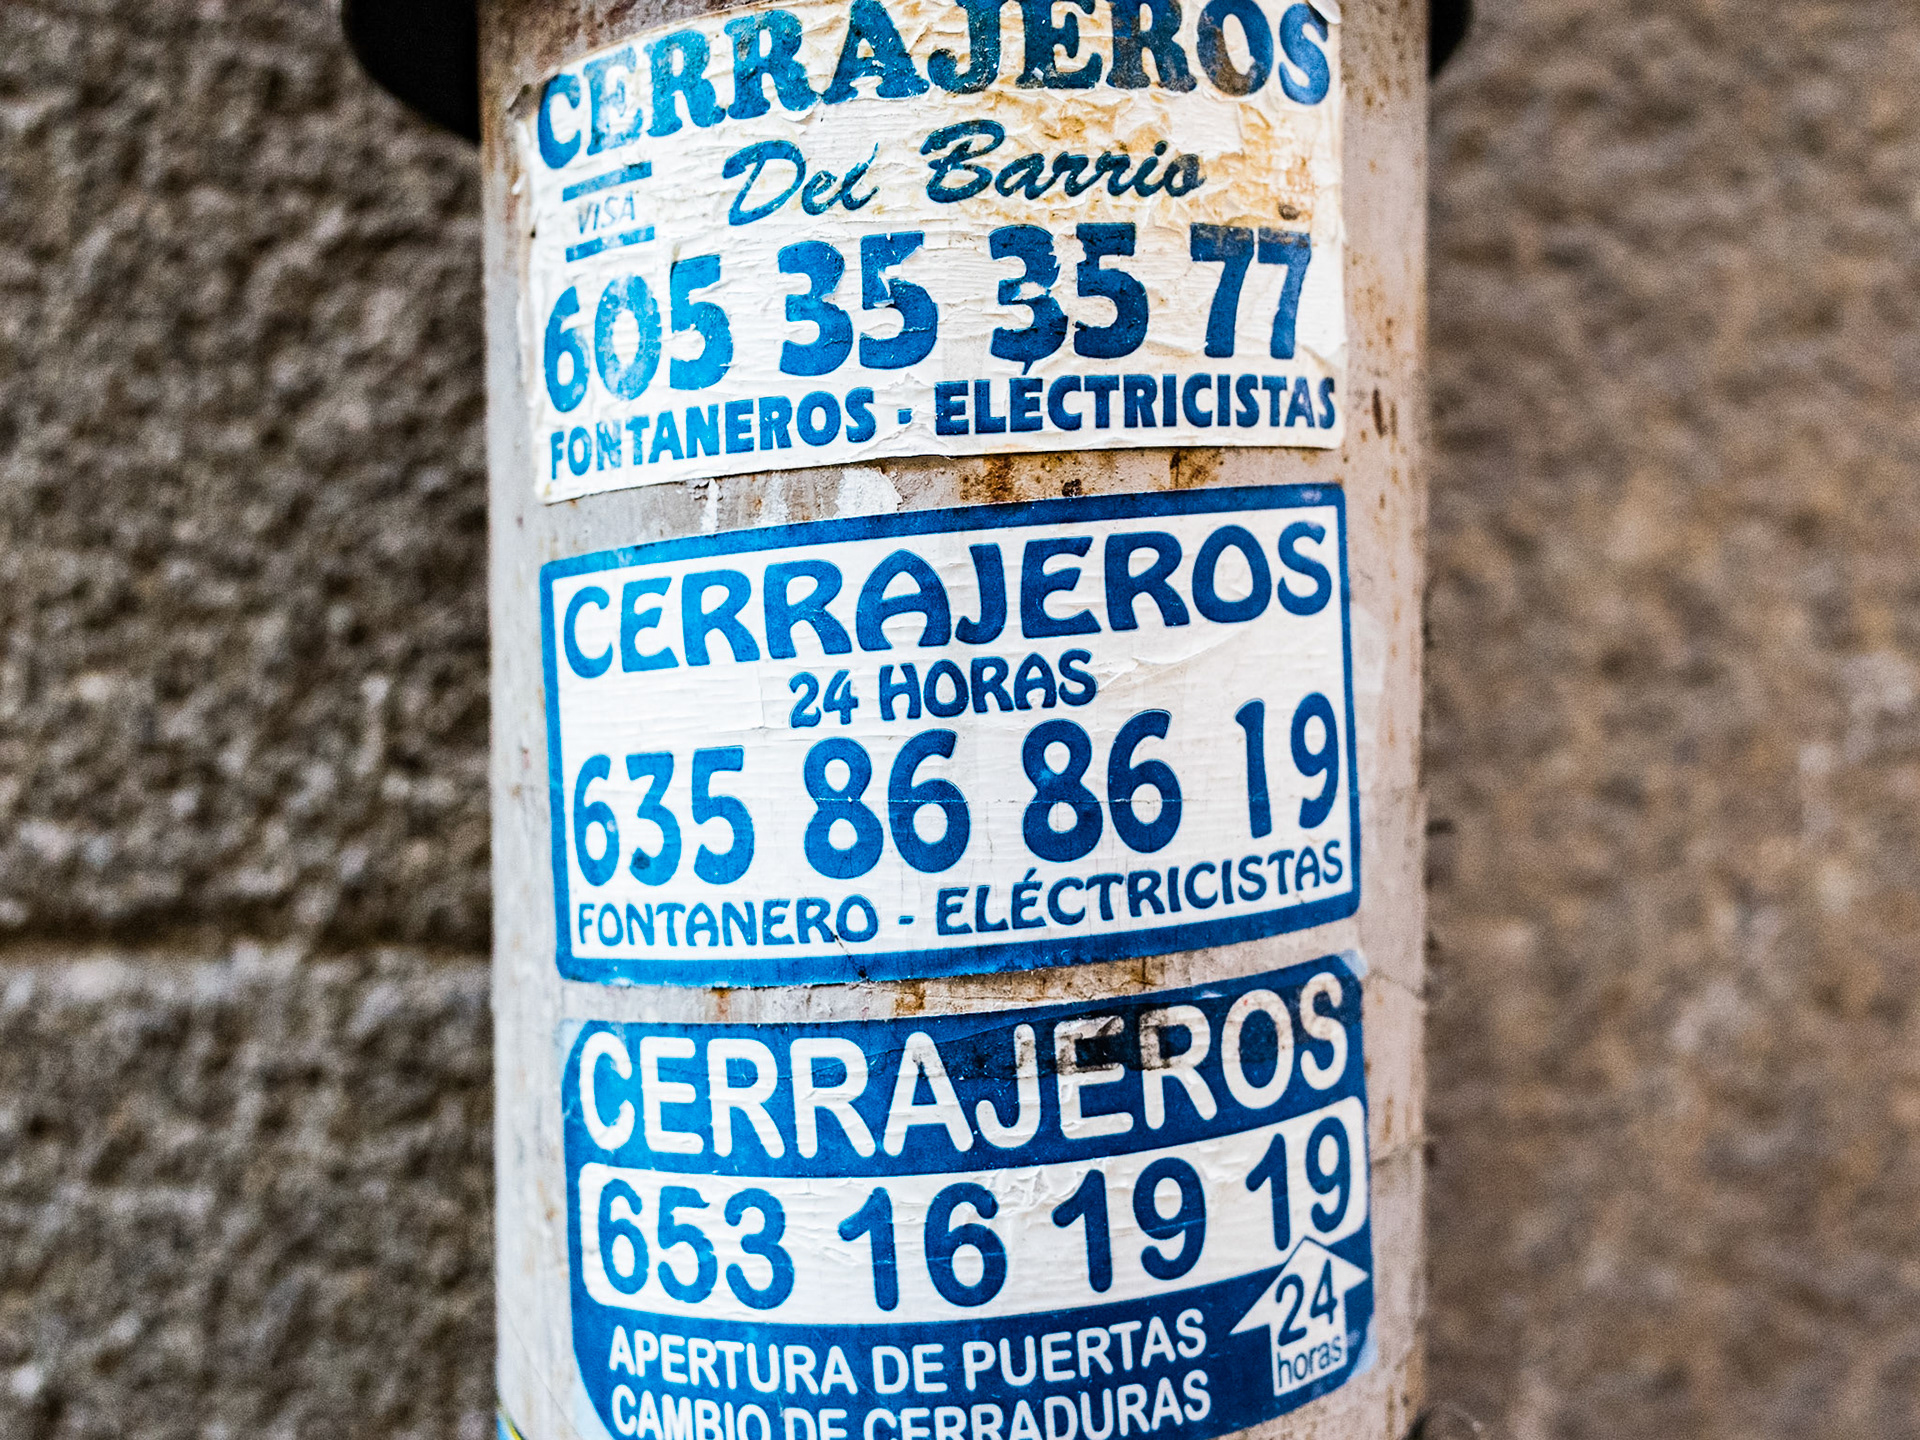 CERRAJEROS
Del Barrio
VISA
605 35 35 77
FONTANEROS - ELÉCTRICISTAS
CERRAJEROS
24 HORAS
635 86 86 19
FONTANERO - ELÉCTRICISTAS
CERRAJEROS
653 16 19 19
24
horas
APERTURA DE PUERTAS
CAMBIO DE CERRADURAS